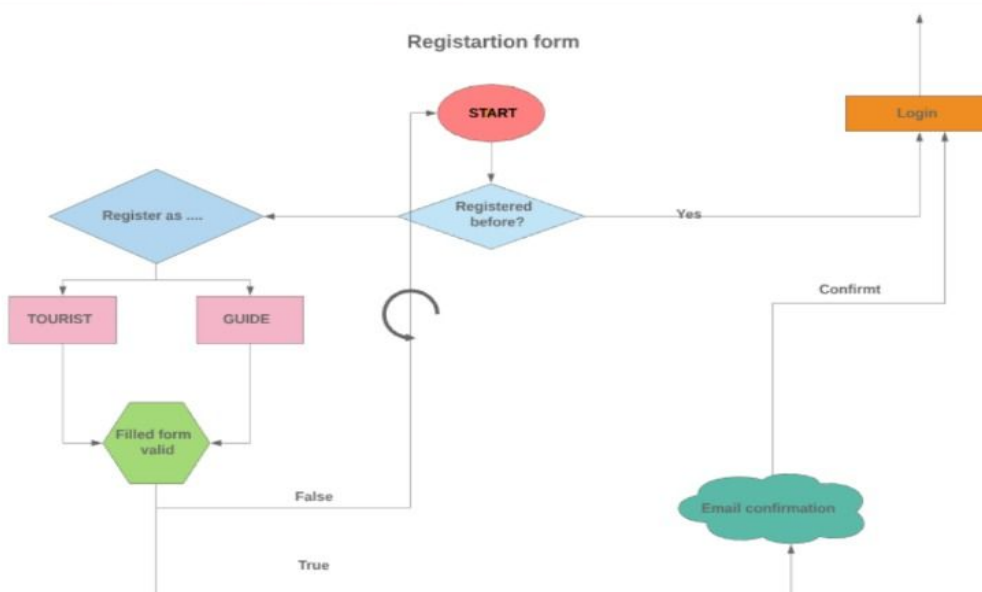 Registartion form
START
Login
Register as ....
Registered
before?
Yes
Confirmt
TOURIST
GUIDE
Filled form
valid
False
Email confirmation
True